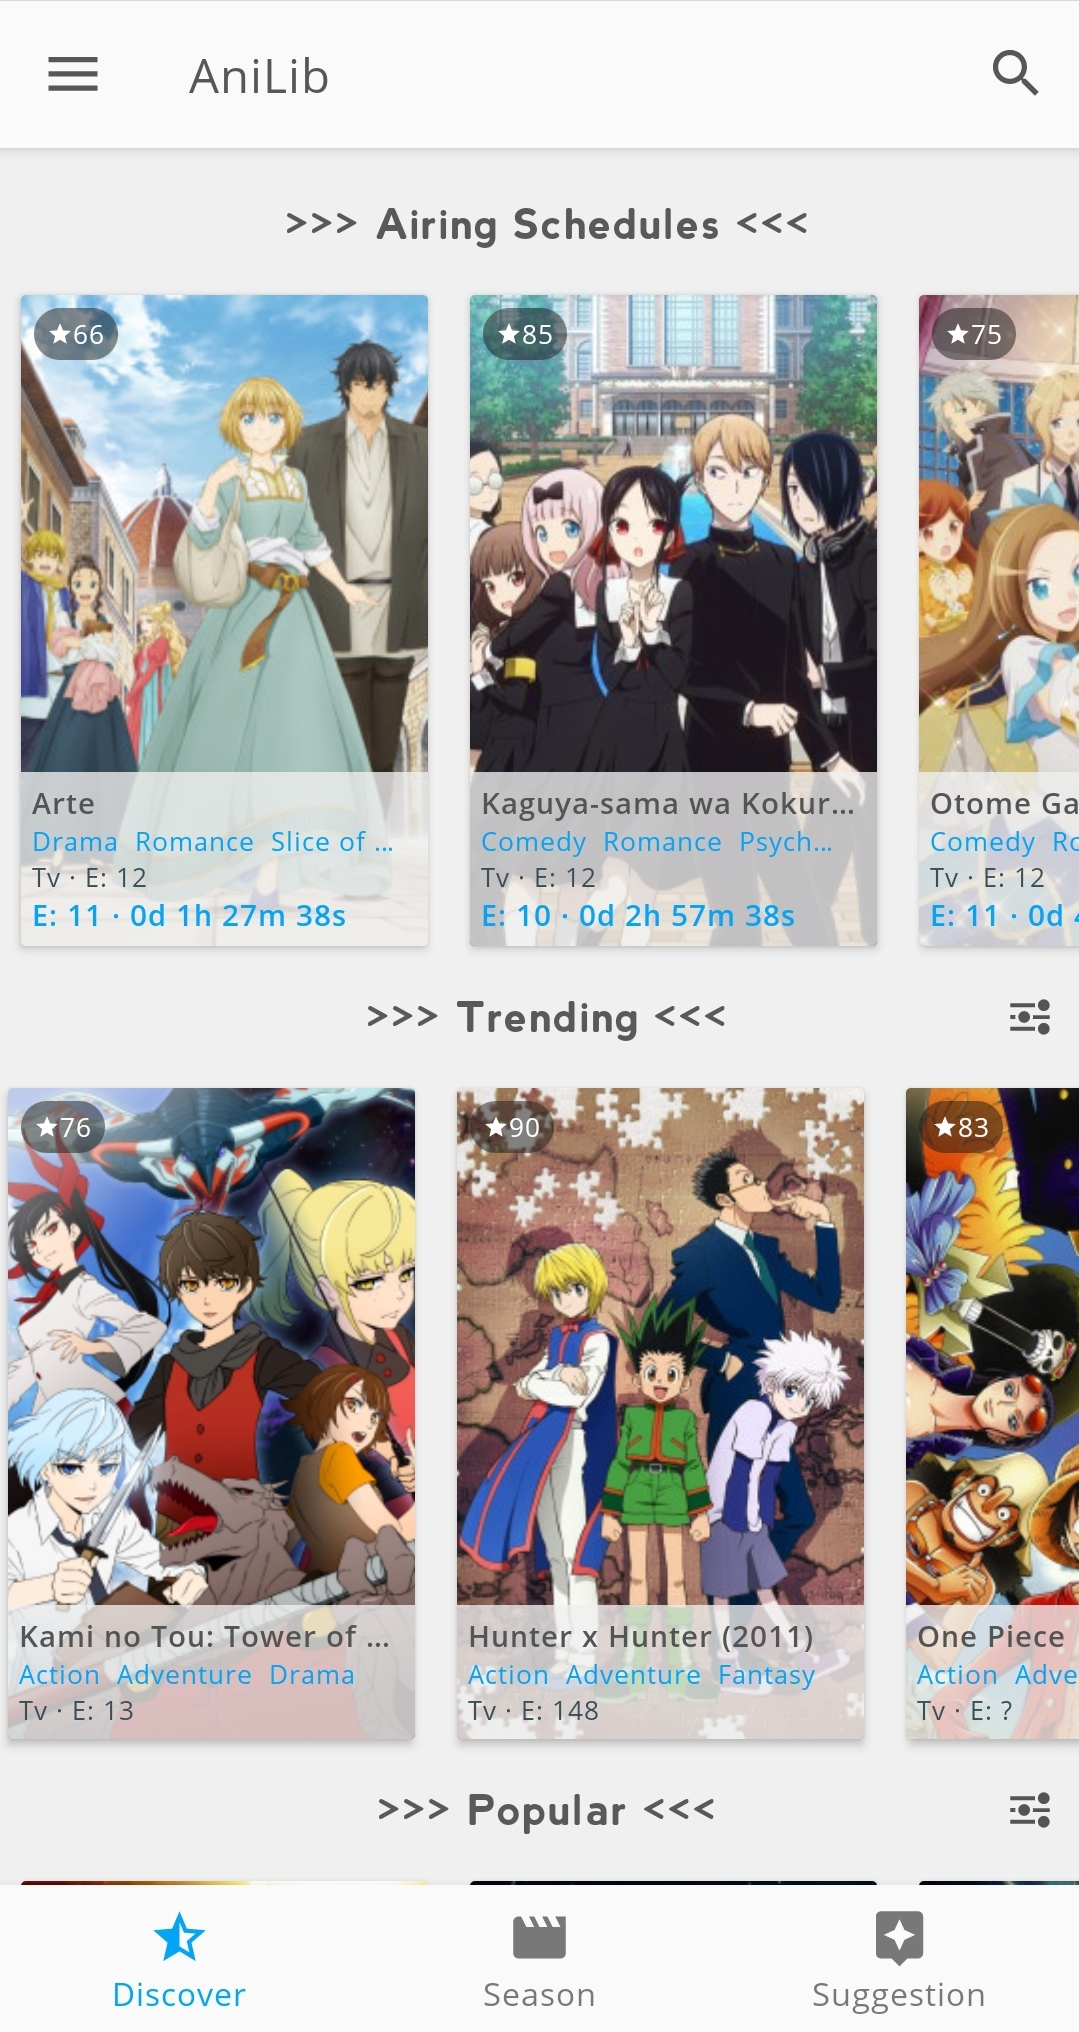 AniLib
>>> Airing Schedules <<<
★66
★85
★75
Arte
Drama Romance Slice of ...
Tv · E: 12
E: 11 · 0d 1h 27m 38s
Kaguya-sama wa Kokur...
Comedy Romance Psych...
Tv · E: 12
E: 10 · 0d 2h 57m 38s
Otome Ga
Comedy Ro
Tv · E: 12
E: 11 · 0d 4
>>> Trending <<<
★76
★90
★83
Kami no Tou: Tower of ...
Action Adventure Drama
Tv · E: 13
Hunter x Hunter (2011)
Action Adventure Fantasy
Tv · E: 148
One Piece
Action Adve
Tv · E: ?
>>> Popular <<<
Discover
Season
Suggestion